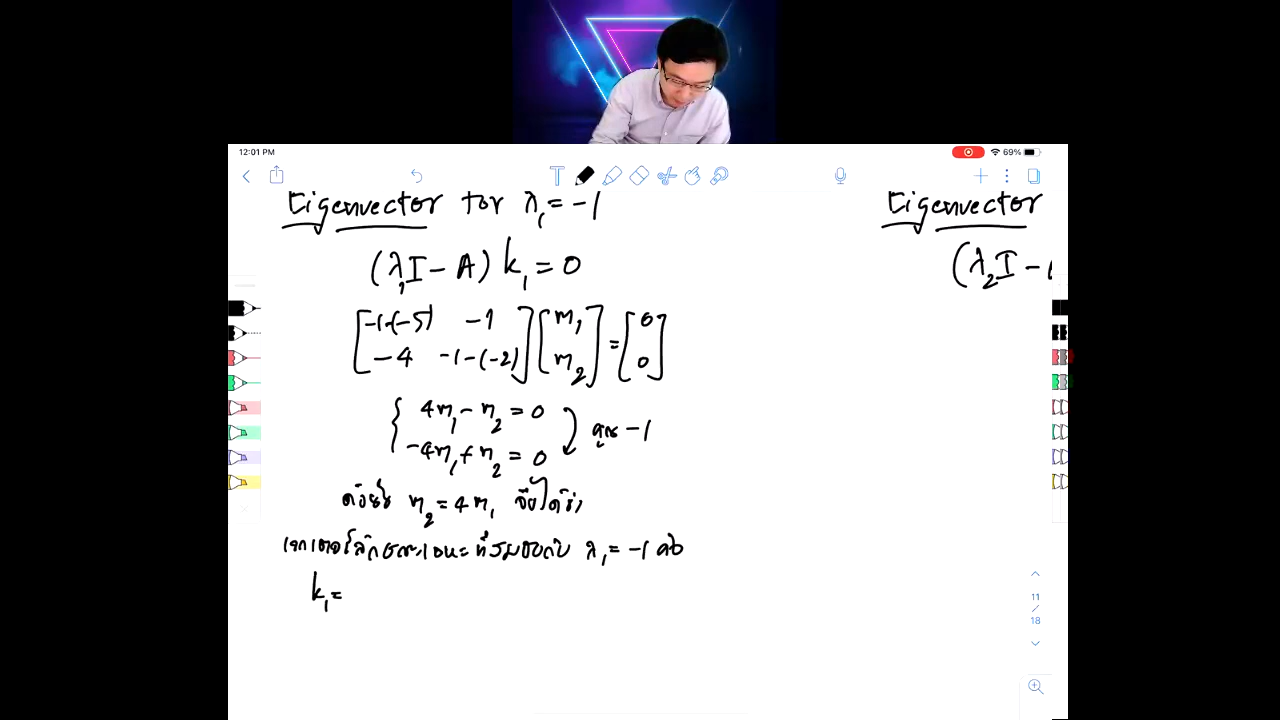 12:01 PM
69%
T
Eigenvector for λ₁ = -1
(λ₁I - A) k₁ = 0
[-1-(-5) -1] [m₁] = [0]
[-4 -1-(-2)] [m₂] [0]
{ 4m₁ - m₂ = 0
-4m₁ + m₂ = 0
คูณ -1
ด้วย m₂ = 4m₁ จึงได้ว่า
เวกเตอร์ลักษณะเฉพาะที่สมนัยกับ λ₁ = -1 คือ
k₁ =
Eigenvector
(λ₂I -
11
/
18